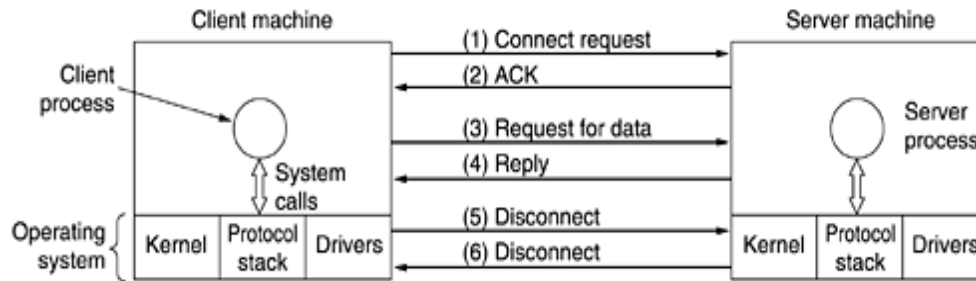 Client machine
Server machine
(1) Connect request
(2) ACK
Client
process
(3) Request for data
Server
process
(4) Reply
System
calls
(5) Disconnect
Operating
system
Kernel
Protocol
stack
Drivers
(6) Disconnect
Kernel
Protocol
stack
Drivers